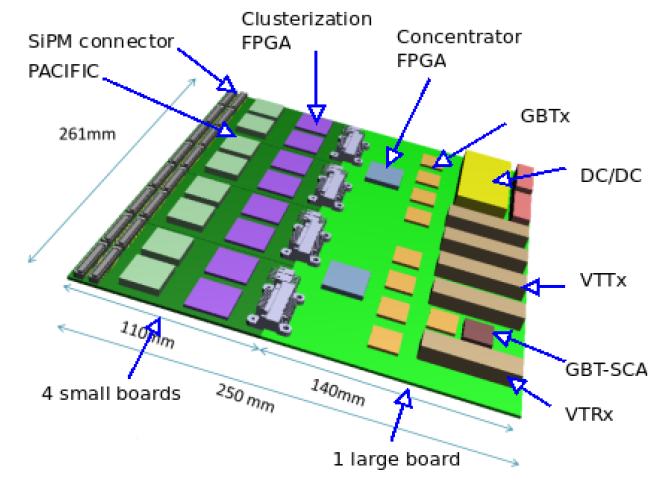 Clusterization
FPGA
SiPM connector
PACIFIC
Concentrator
FPGA
GBTx
261mm
DC/DC
VTTx
110mm
GBT-SCA
4 small boards
250 mm
140mm
VTRx
1 large board